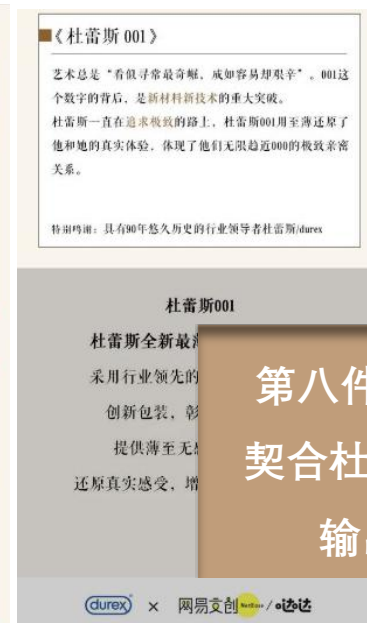 《杜蕾斯 001》
艺术总是“看似寻常最奇崛，成如容易却艰辛”。001这
个数字的背后，是新材料新技术的重大突破。
杜蕾斯一直在追求极致的路上，杜蕾斯001用至薄还原了
他和她的真实体验，体现了他们无限趋近000的极致亲密
关系。
特别鸣谢：具有90年悠久历史的行业领导者杜蕾斯/durex
杜蕾斯001
杜蕾斯全新最
采用行业领先的
创新包装，彰
提供薄至无
还原真实感受，增
第八件
契合杜
输
durex × 网易文创 NetEase / 哒哒